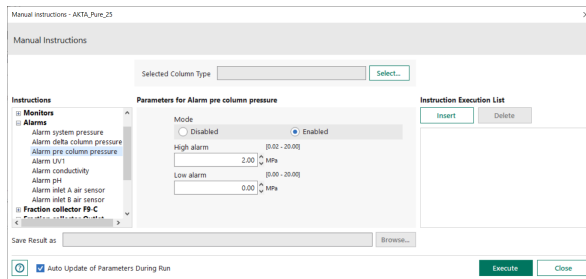 Manual instructions - AKTA_Pure_25
Manual Instructions
Selected Column Type Select...
Instructions
Parameters for Alarm pre column pressure
Instruction Execution List
Monitors
Alarms
Alarm system pressure
Alarm delta column pressure
Alarm pre column pressure
Alarm UV1
Alarm conductivity
Alarm pH
Alarm inlet A air sensor
Alarm inlet B air sensor
Fraction collector F9-C
Mode
Disabled Enabled
High alarm [0.02 - 20.00]
2.00 MPa
Low alarm [0.00 - 20.00]
0.00 MPa
Insert Delete
Save Result as Browse...
? Auto Update of Parameters During Run Execute Close